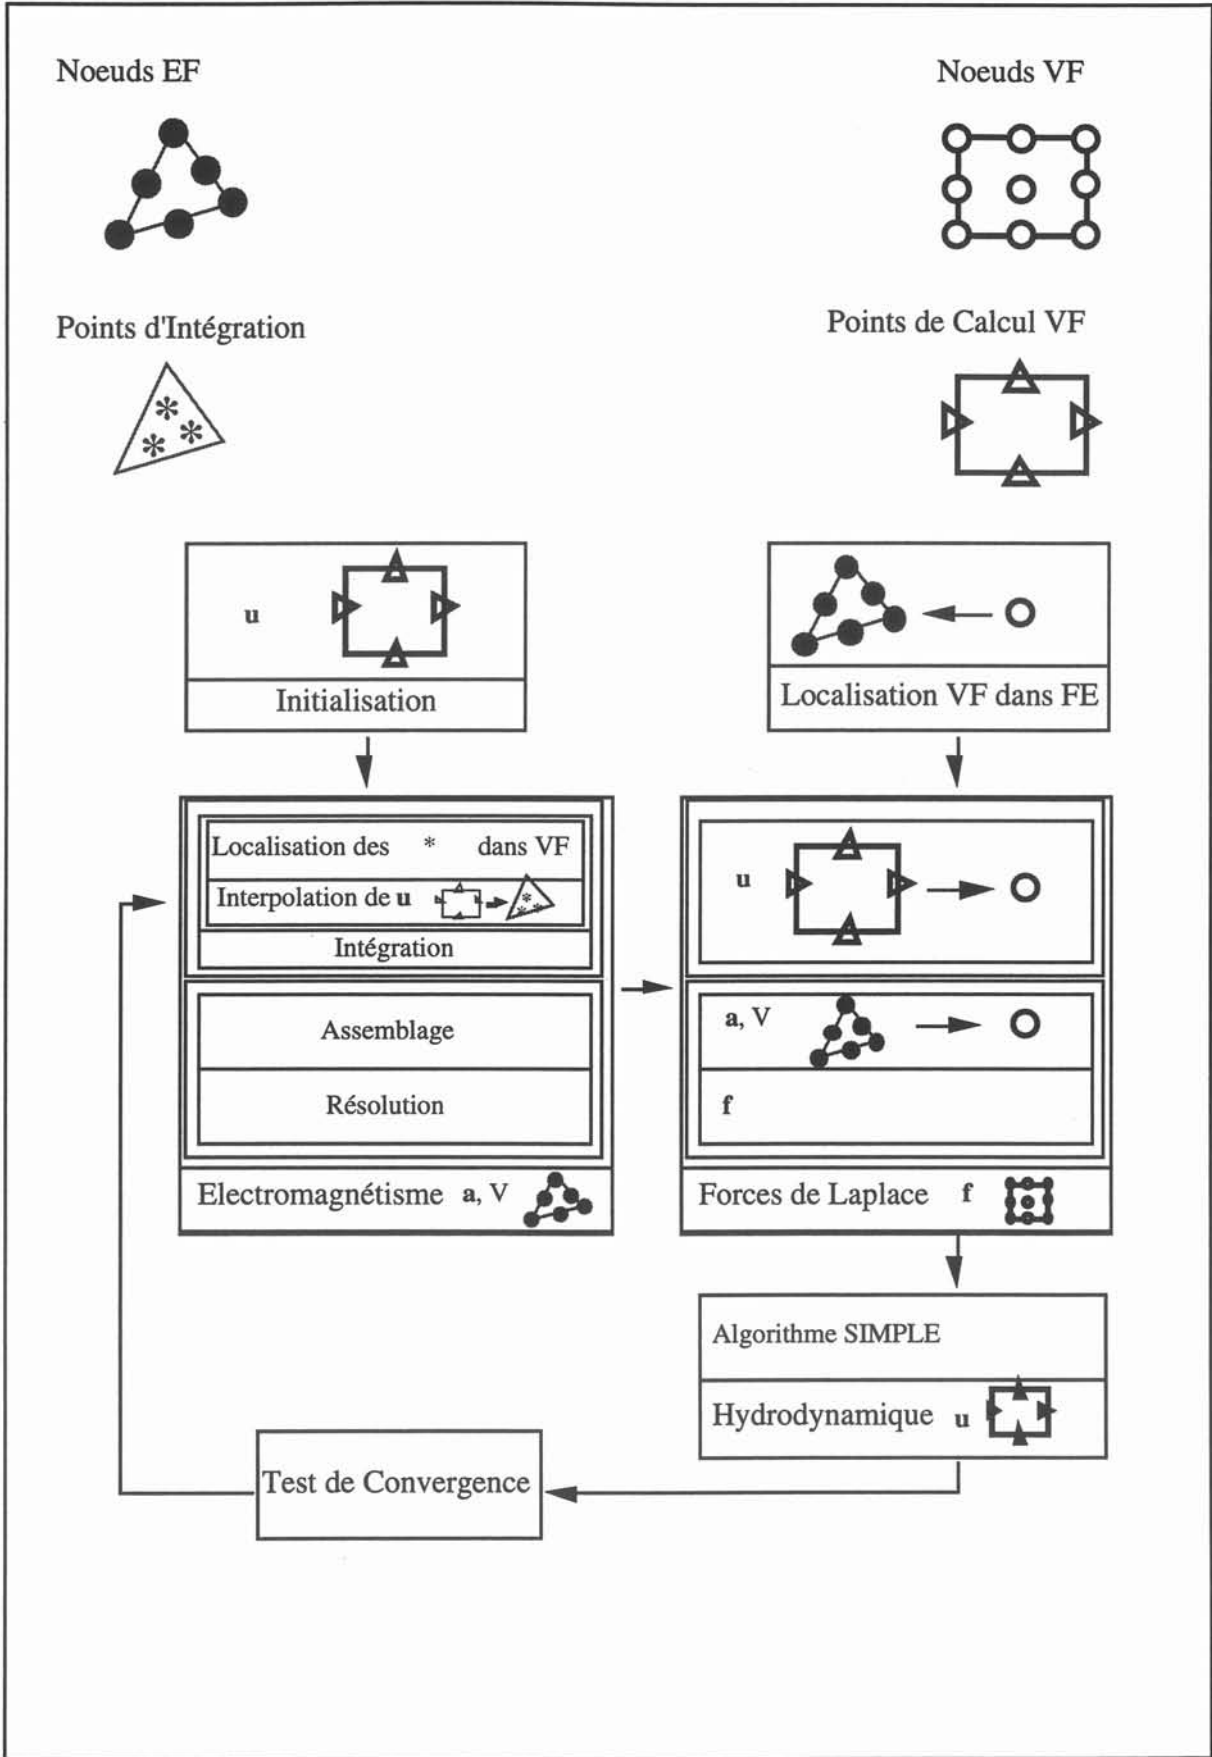 Noeuds EF
Noeuds VF
Points d'Intégration
Points de Calcul VF
u
Initialisation
Localisation VF dans FE
Localisation des * dans VF
Interpolation de u
Intégration
Assemblage
Résolution
Electromagnétisme a, V
u
a, V
f
Forces de Laplace f
Algorithme SIMPLE
Hydrodynamique u
Test de Convergence